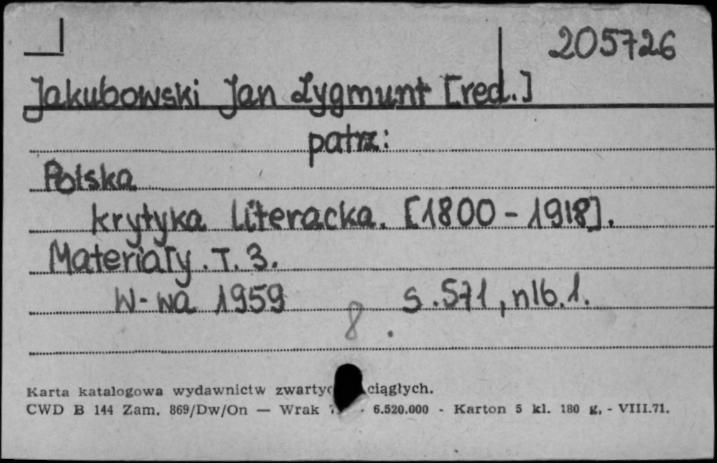 205726
Jakubowski Jan Zygmunt [red.]
patrz:
Polska
krytyka literacka. [1800-1918].
Materiały. T. 3.
W-wa 1959 s. 571, nlb. 1.
8
Karta katalogowa wydawnictw ciągłych.
CWD B 144 Zam. 869/Dw/On — Wrak 6.520.000 - Karton 5 kl. 180 g. - VIII.71.